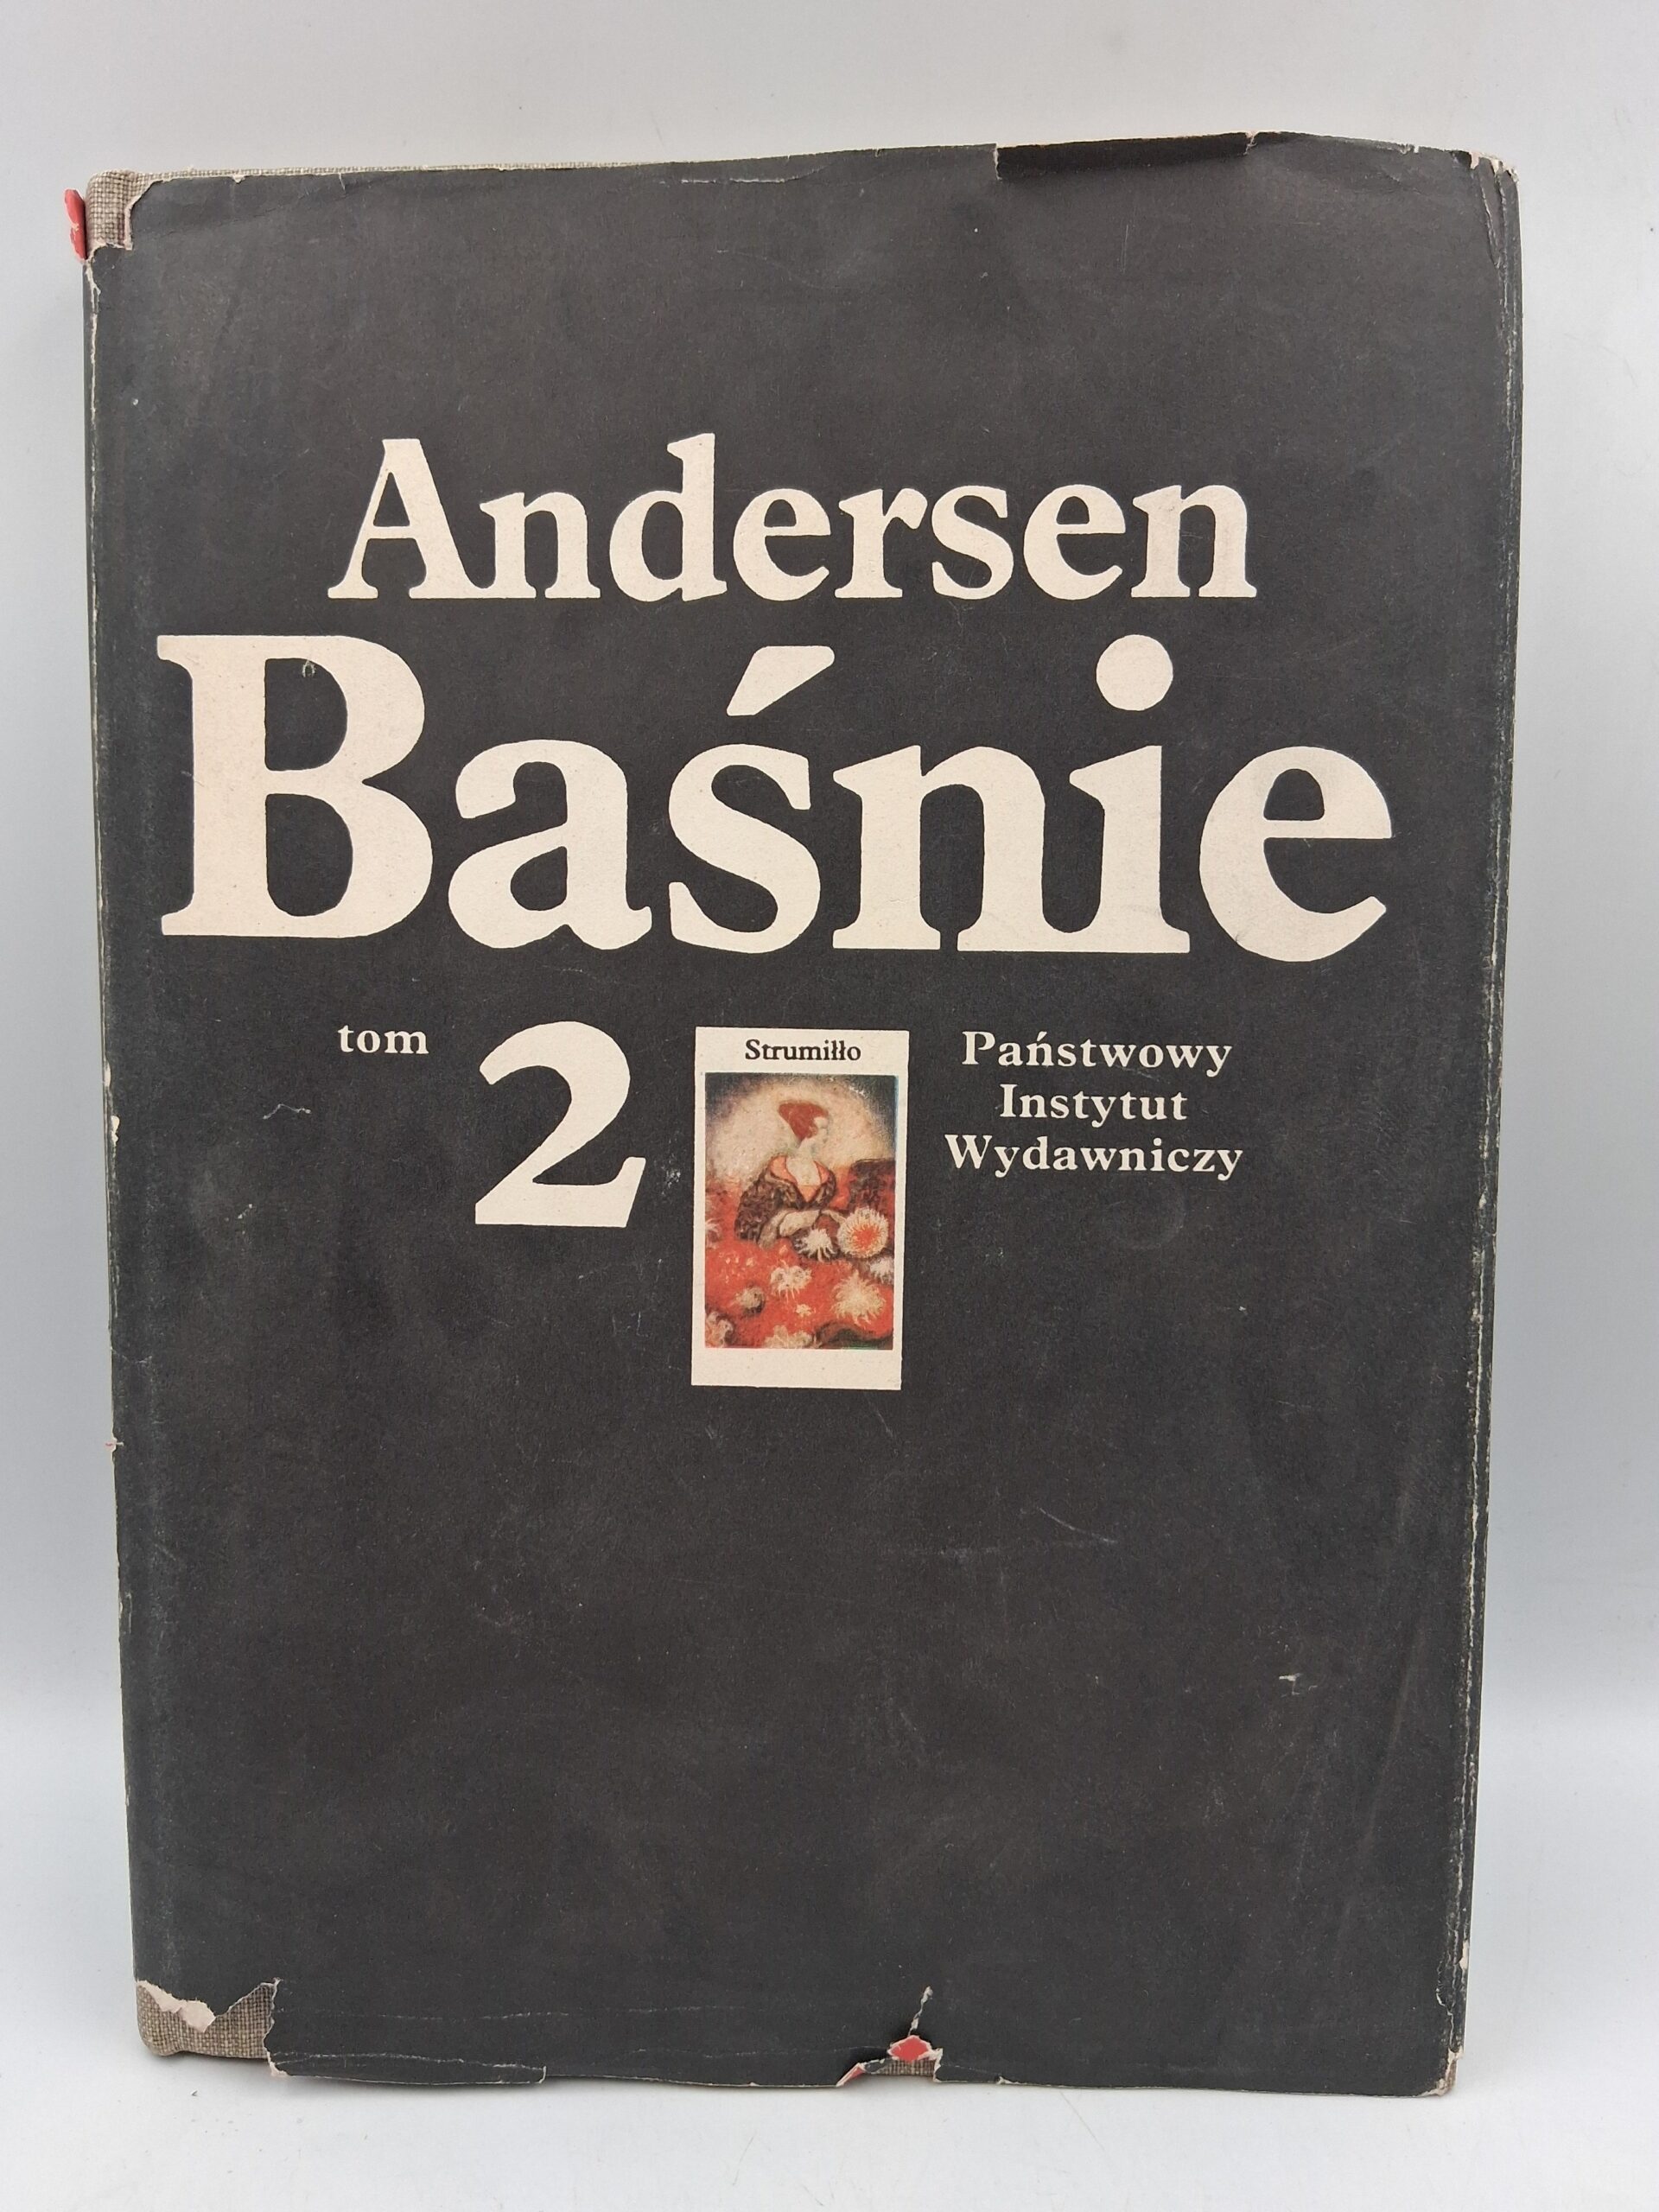 Andersen
Baśnie
tom 2
Strumiłło
Państwowy
Instytut
Wydawniczy